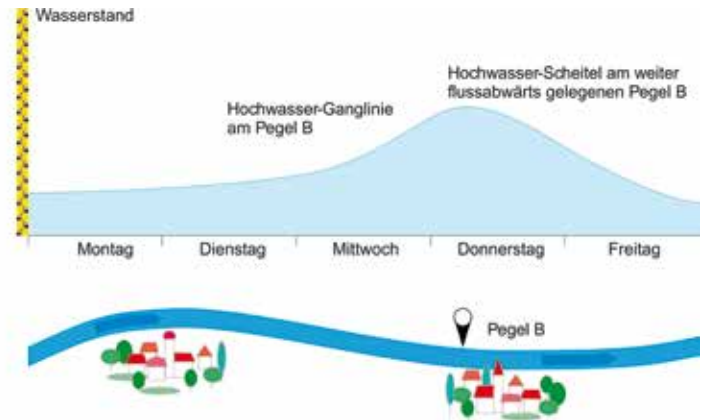 Wasserstand
Hochwasser-Scheitel am weiter
flussabwärts gelegenen Pegel B
Hochwasser-Ganglinie
am Pegel B
Montag
Dienstag
Mittwoch
Donnerstag
Freitag
Pegel B